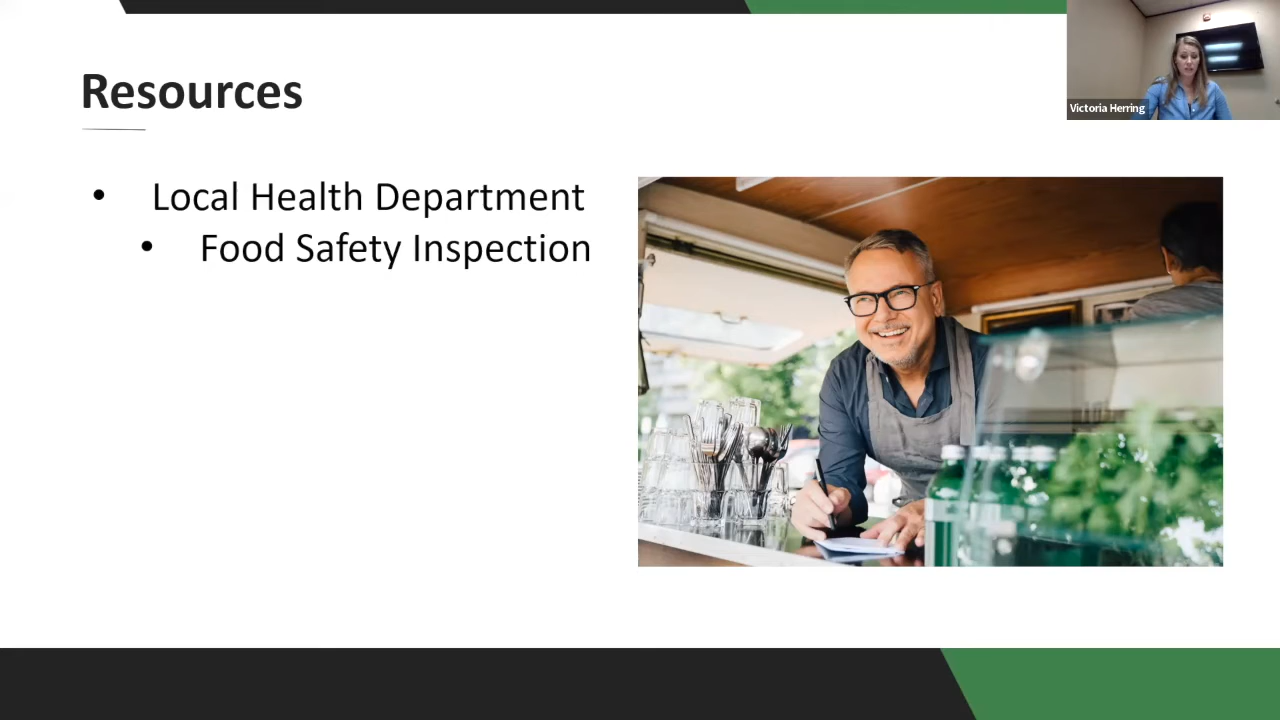 Resources
Victoria Herring
• Local Health Department
• Food Safety Inspection